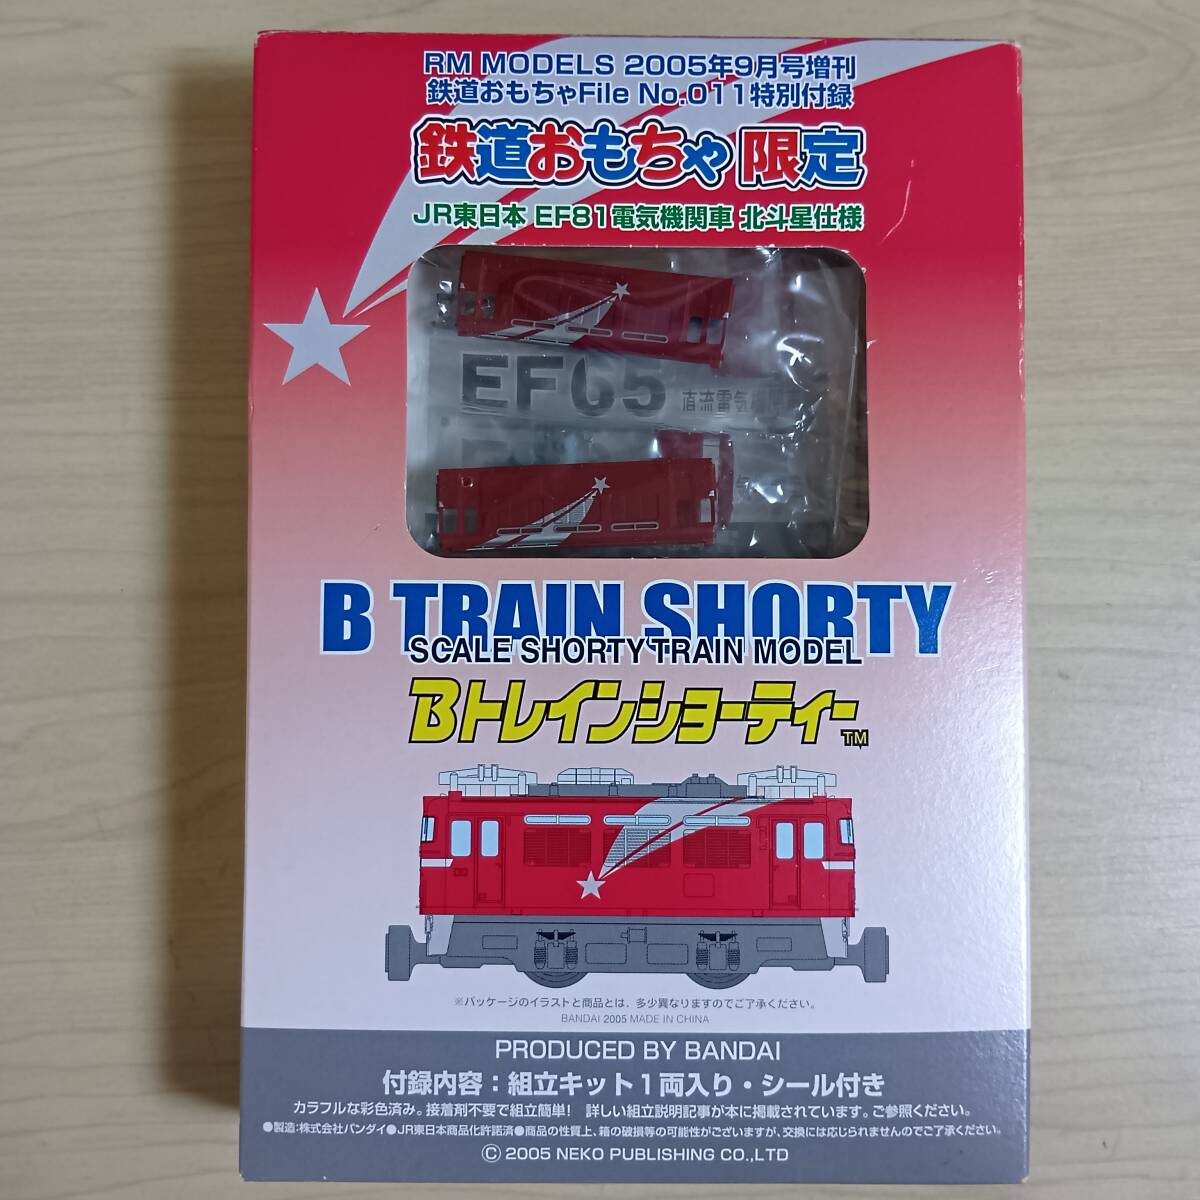 RM MODELS 2005年9月号増刊
鉄道おもちゃFile No.011特別付録
鉄道おもちゃ 限定
JR東日本 EF81電気機関車 北斗星仕様
EF65 直流電気
B TRAIN SHORTY
SCALE SHORTY TRAIN MODEL
Bトレインショーティー TM
※パッケージのイラストと商品とは、多少異なりますのでご了承ください。
BANDAI 2005 MADE IN CHINA
PRODUCED BY BANDAI
付録内容：組立キット1両入り・シール付き
カラフルな彩色済み。接着剤不要で組立簡単! 詳しい組立説明記事が本に掲載されています。ご参照ください。
●製造：株式会社バンダイ●JR東日本商品化許諾済●商品の性質上、箱の破損等の可能性がございますが、交換には応じられませんのでご了承ください。
© 2005 NEKO PUBLISHING CO.,LTD